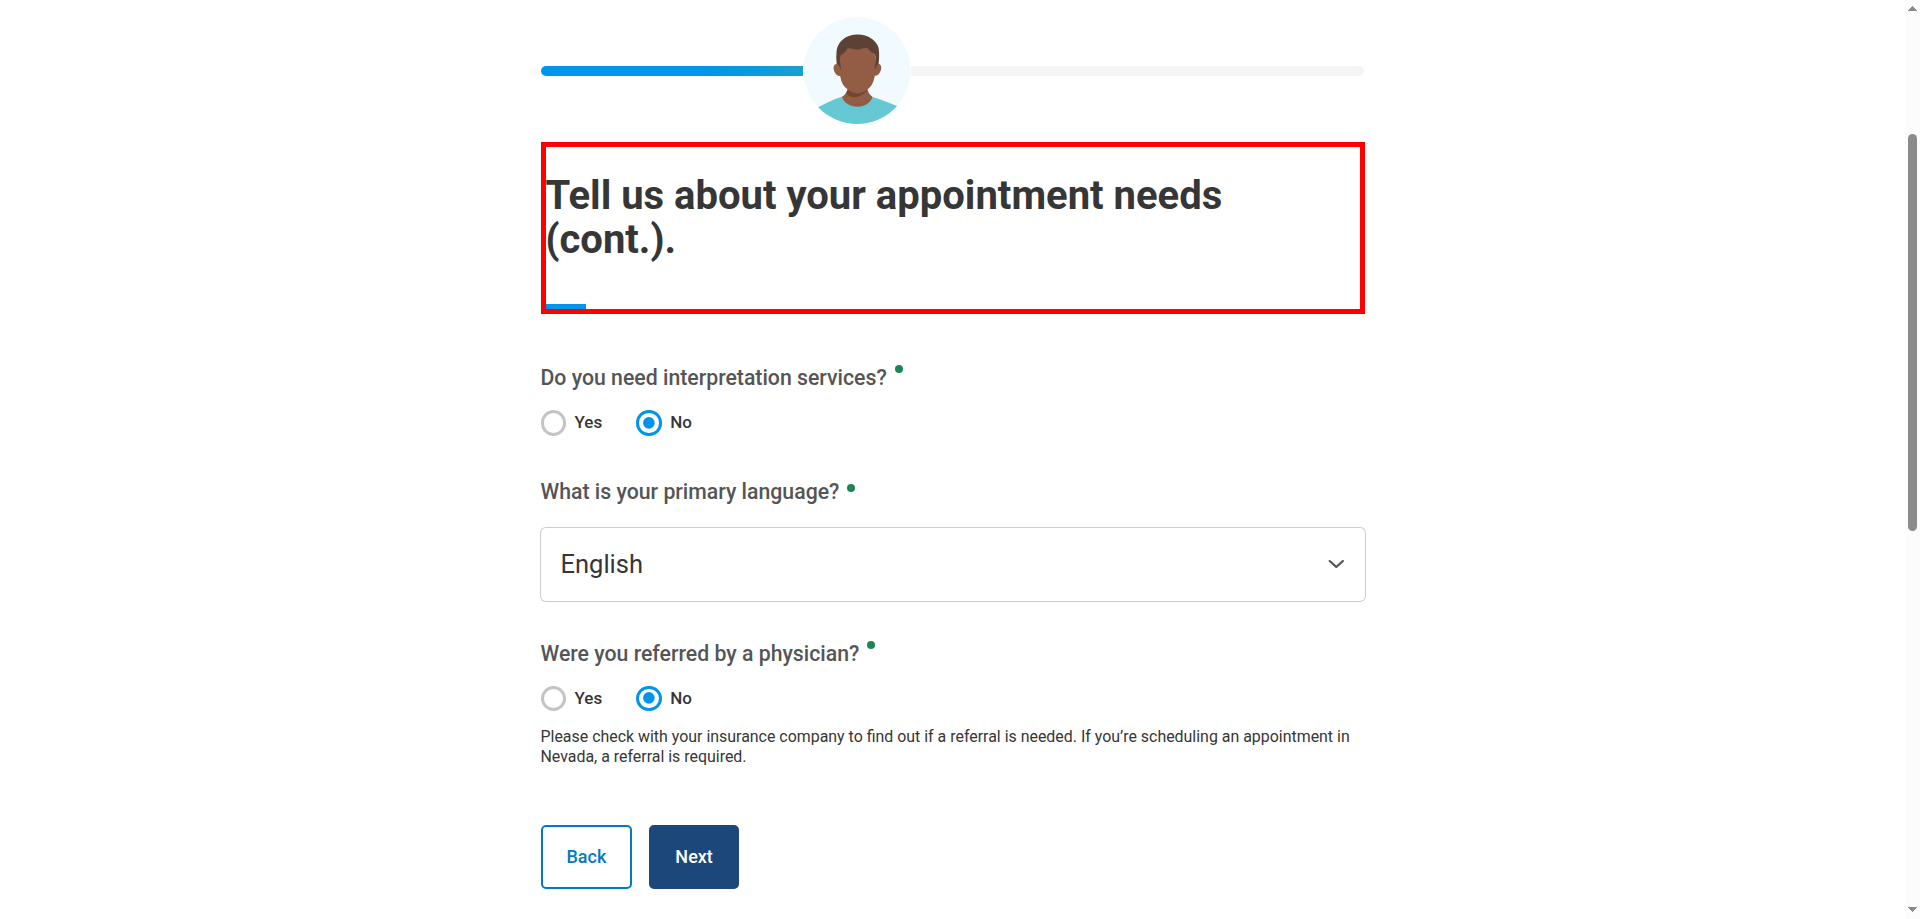 Tell us about your appointment needs
(cont.).
Do you need interpretation services?
Yes No
What is your primary language?
English
Were you referred by a physician?
Yes No
Please check with your insurance company to find out if a referral is needed. If you’re scheduling an appointment in
Nevada, a referral is required.
Back Next